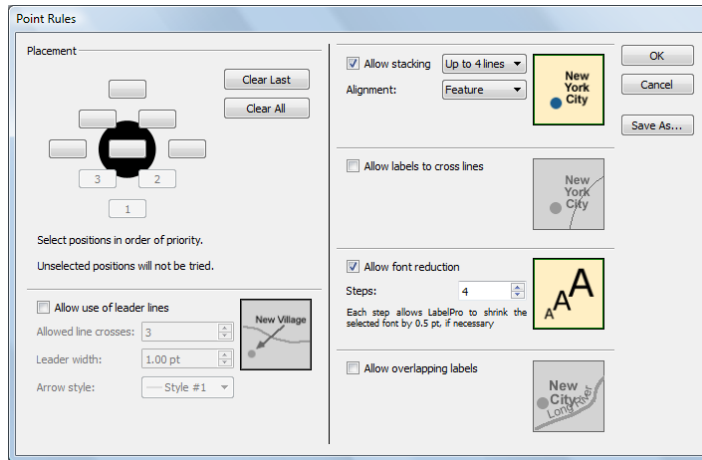 Point Rules
Placement
Clear Last
Clear All
3
2
1
Select positions in order of priority.
Unselected positions will not be tried.
Allow use of leader lines
Allowed line crosses:
3
Leader width:
1.00 pt
Arrow style:
Style #1
New Village
Allow stacking
Up to 4 lines
Alignment:
Feature
New
York
City
Allow labels to cross lines
New
York
City
Allow font reduction
Steps:
4
Each step allows LabelPro to shrink the
selected font by 0.5 pt, if necessary
A A A
Allow overlapping labels
New
City
Long River
OK
Cancel
Save As...